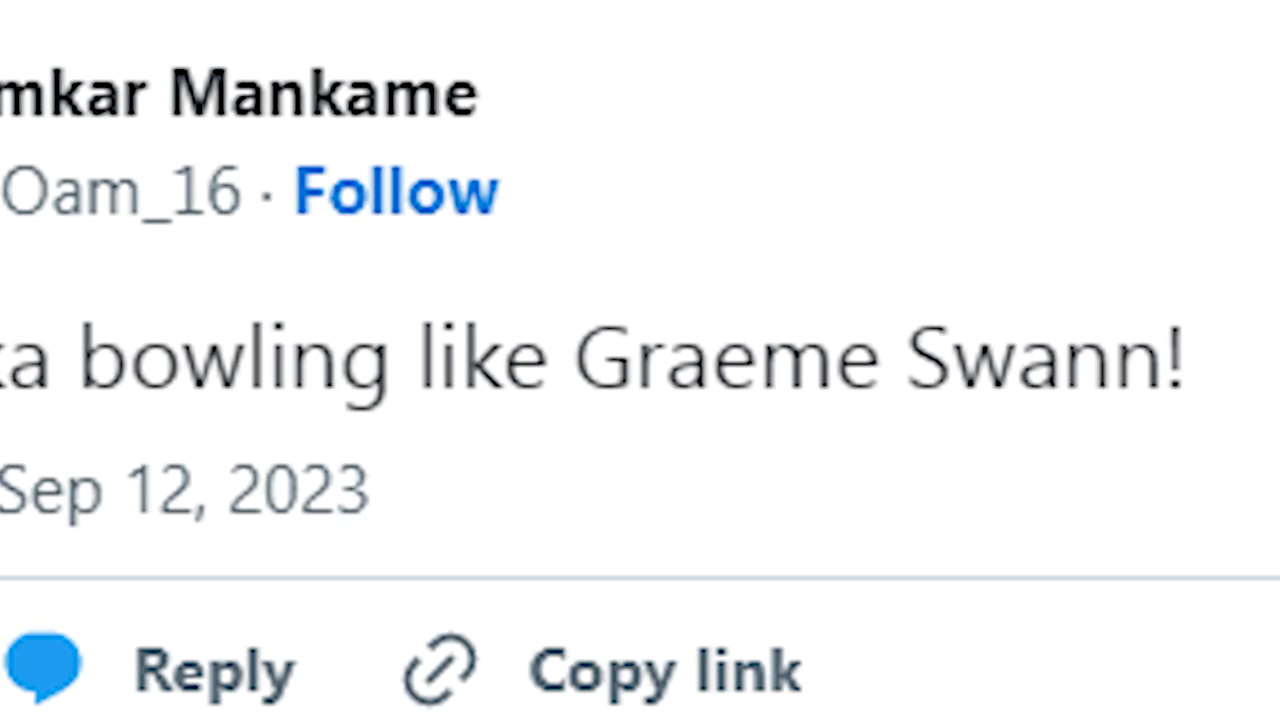 mkar Mankame
Oam_16 · Follow
ka bowling like Graeme Swann!
Sep 12, 2023
Reply Copy link